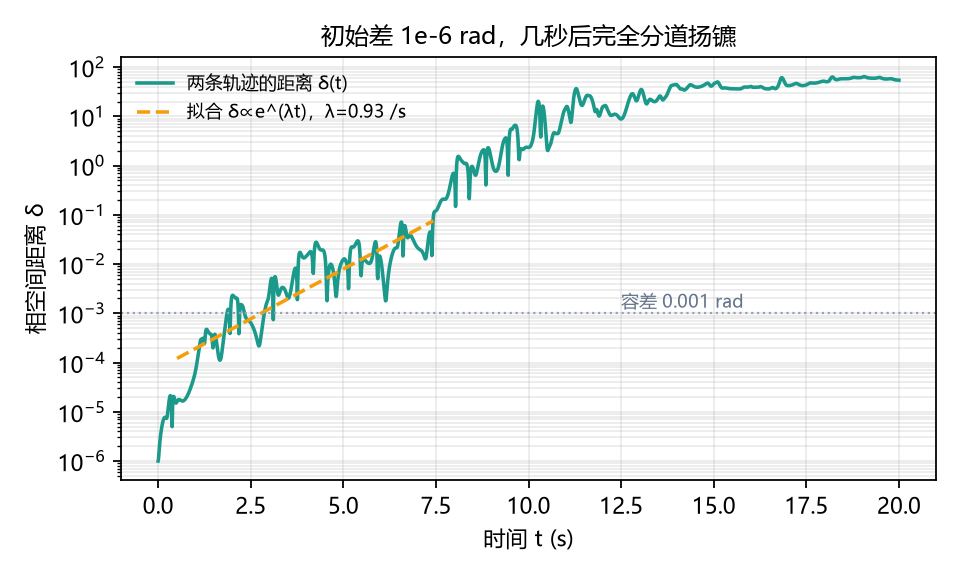 初始差 1e-6 rad，几秒后完全分道扬镳
两条轨迹的距离 δ(t)
拟合 δ∝e^(λt)，λ=0.93 /s
容差 0.001 rad
相空间距离 δ
10²
10¹
10⁰
10⁻¹
10⁻²
10⁻³
10⁻⁴
10⁻⁵
10⁻⁶
0.0 2.5 5.0 7.5 10.0 12.5 15.0 17.5 20.0
时间 t (s)